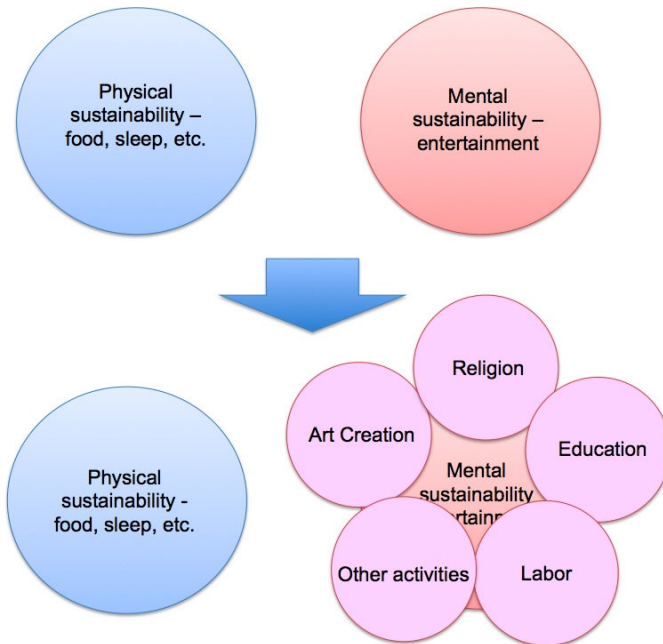 Physical
sustainability –
food, sleep, etc.
Mental
sustainability –
entertainment
Religion
Art Creation
Education
Physical
sustainability -
food, sleep, etc.
Mental
sustainability
Other activities
Labor